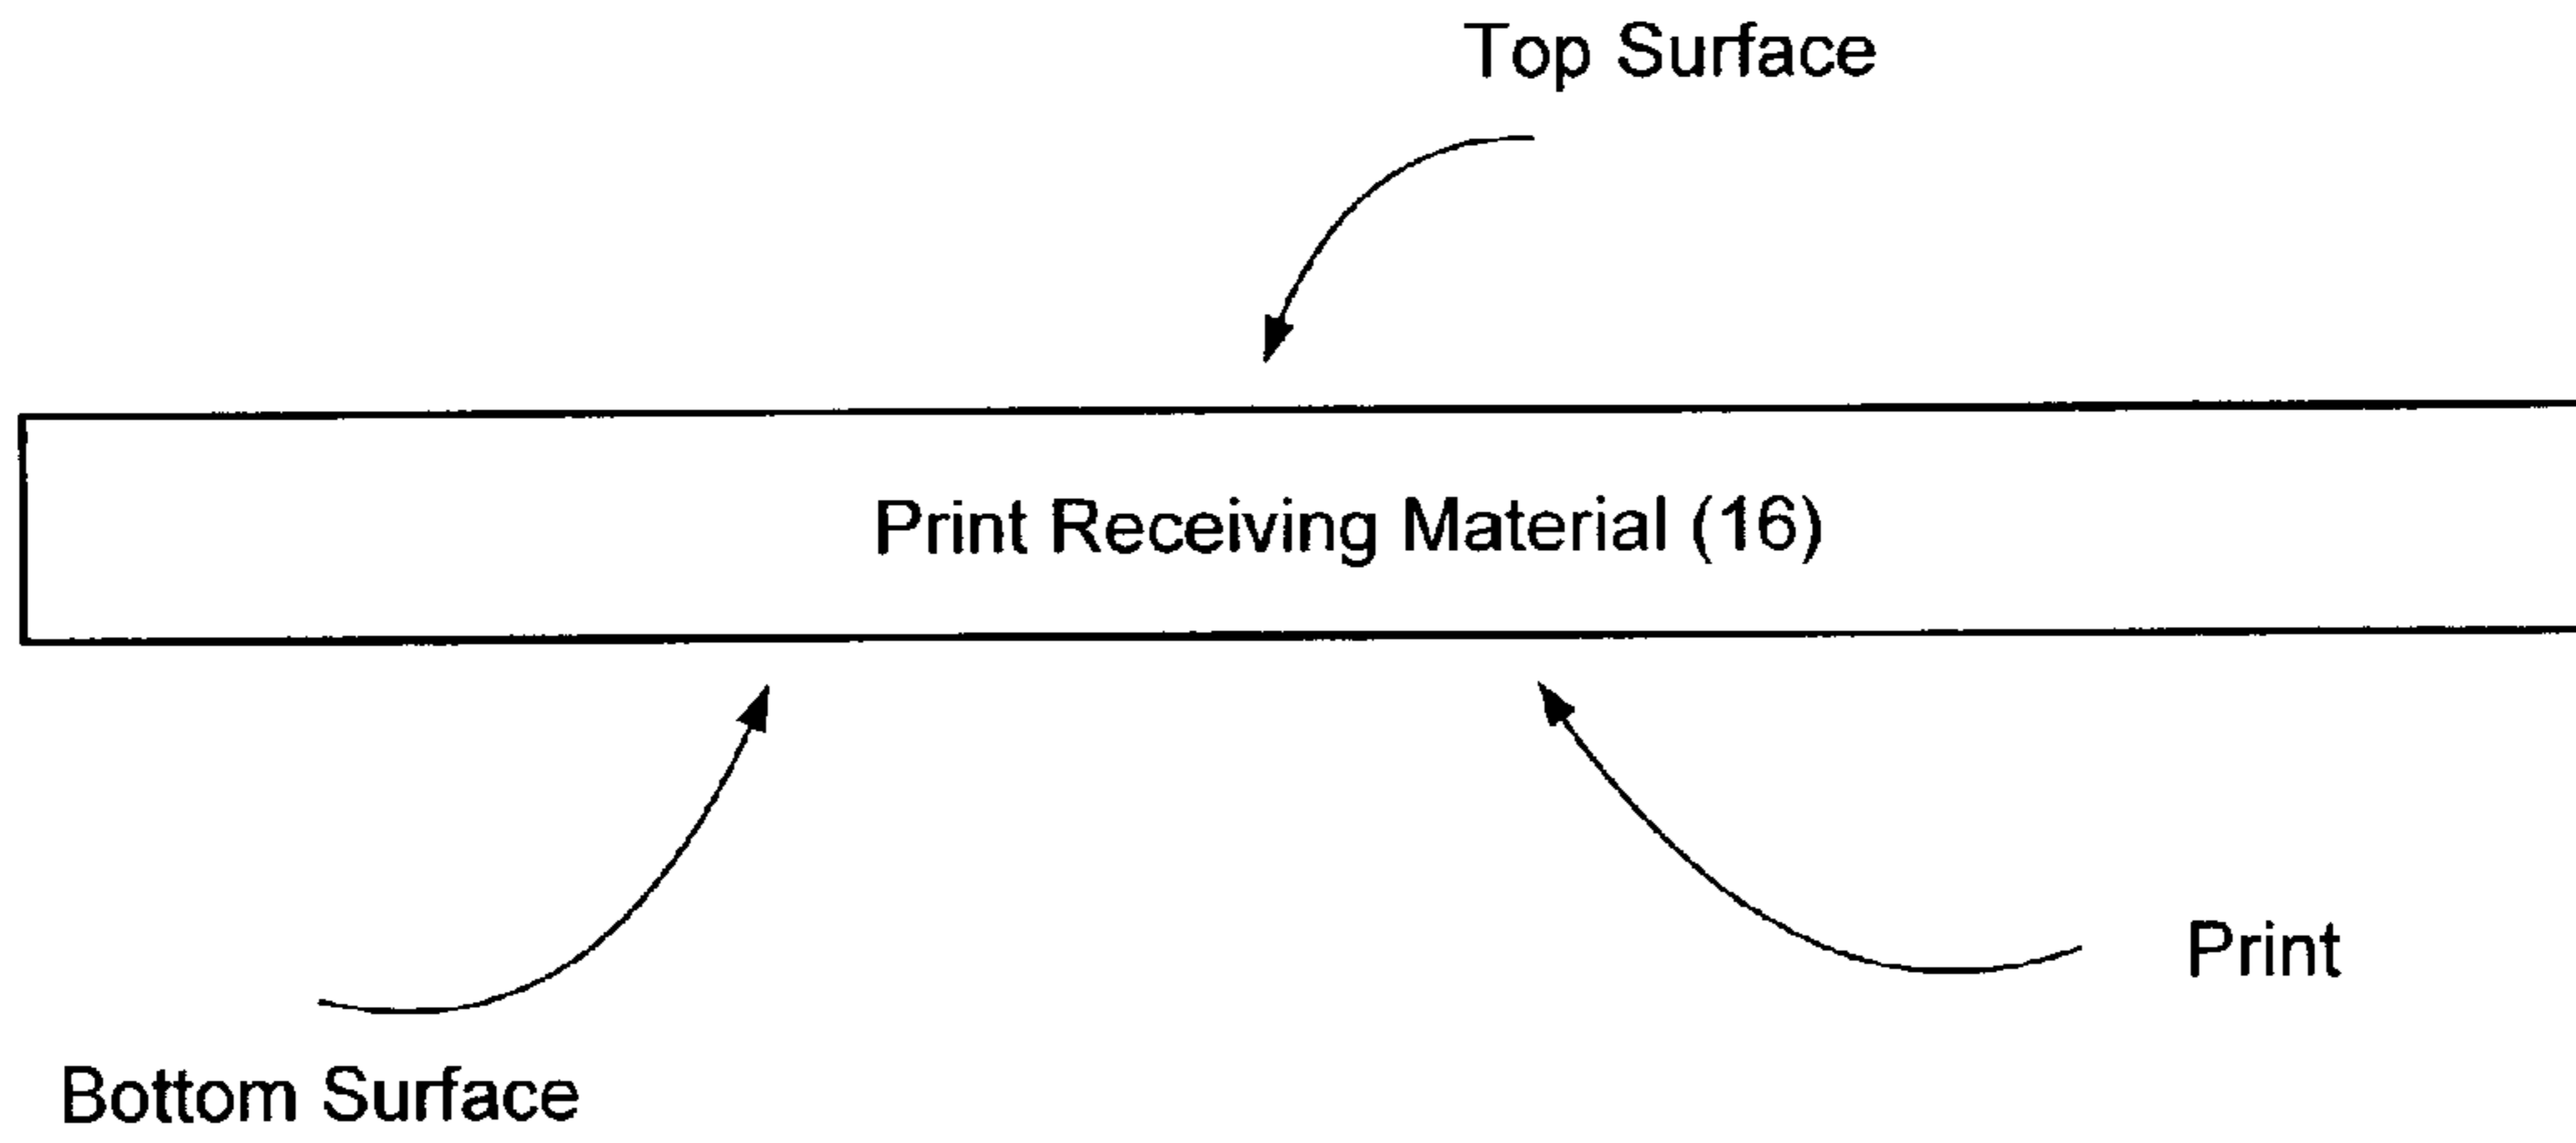 Top Surface
Print Receiving Material (16)
Print
Bottom Surface